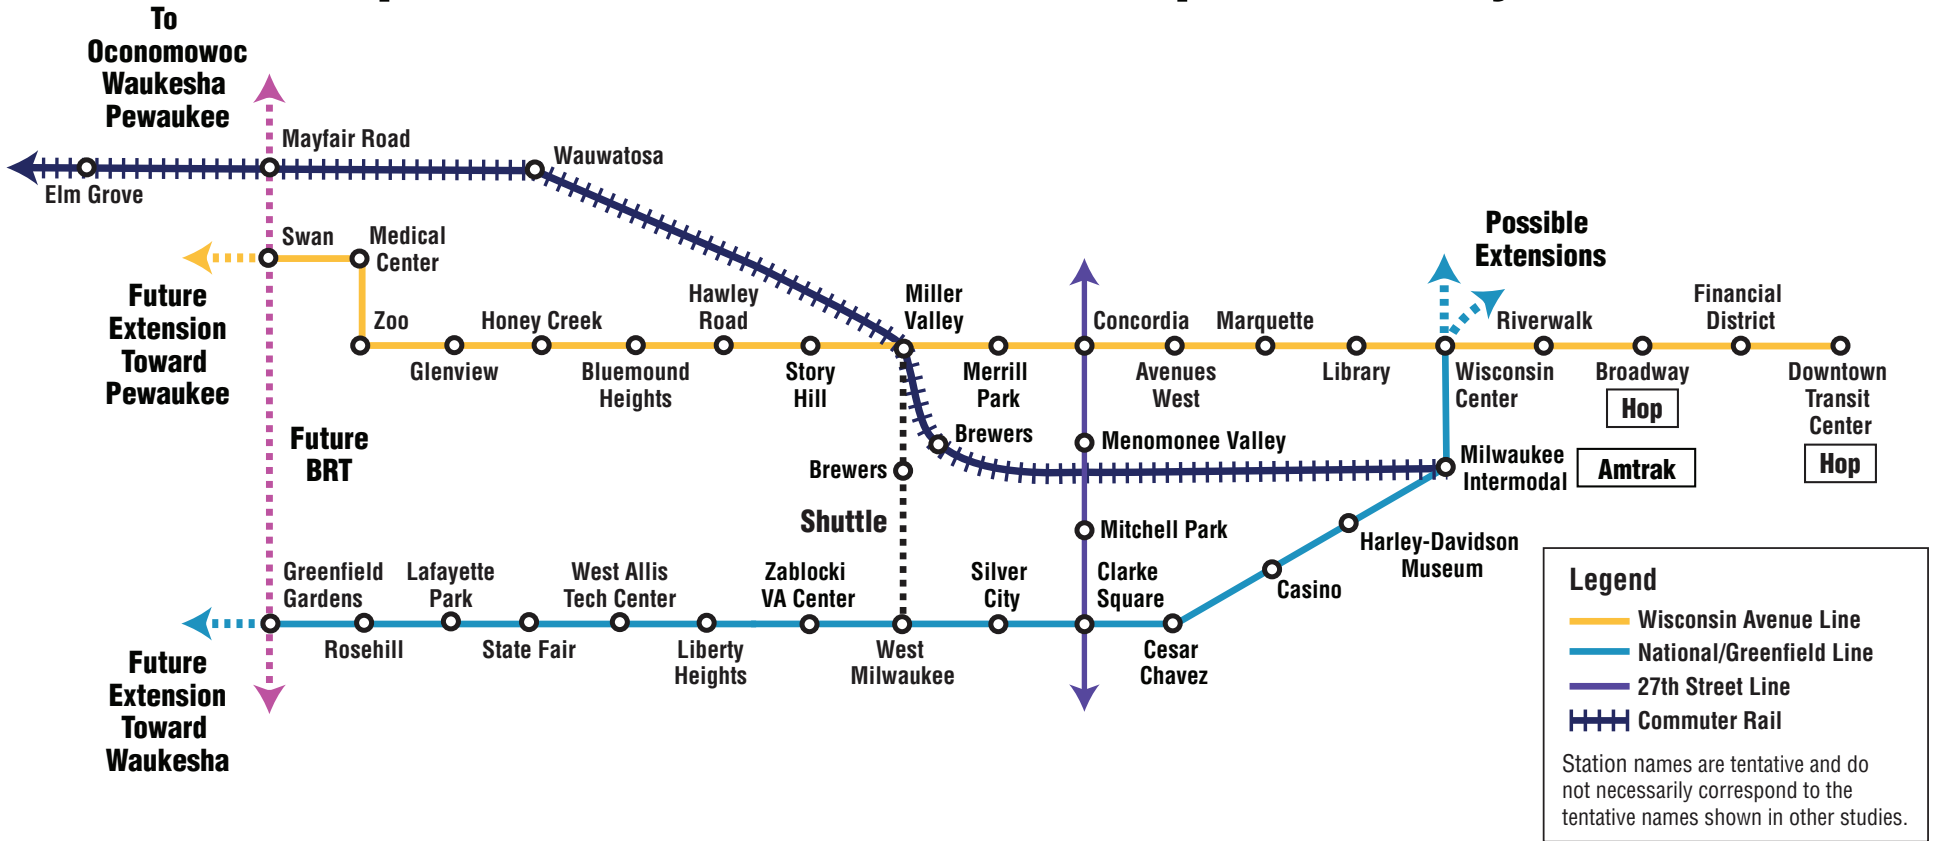 To
Oconomowoc
Waukesha
Pewaukee
Mayfair Road
Wauwatosa
Elm Grove
Swan
Medical
Center
Possible
Extensions
Future
Extension
Toward
Pewaukee
Zoo
Glenview
Honey Creek
Bluemound
Heights
Hawley
Road
Story
Hill
Miller
Valley
Merrill
Park
Concordia
Avenues
West
Marquette
Library
Wisconsin
Center
Riverwalk
Broadway
Hop
Financial
District
Downtown
Transit
Center
Hop
Future
BRT
Brewers
Brewers
Shuttle
Menomonee Valley
Milwaukee
Intermodal
Amtrak
Mitchell Park
Harley-Davidson
Museum
Casino
Greenfield
Gardens
Rosehill
Lafayette
Park
State Fair
West Allis
Tech Center
Liberty
Heights
Zablocki
VA Center
West
Milwaukee
Silver
City
Clarke
Square
Cesar
Chavez
Future
Extension
Toward
Waukesha
Legend
Wisconsin Avenue Line
National/Greenfield Line
27th Street Line
Commuter Rail
Station names are tentative and do
not necessarily correspond to the
tentative names shown in other studies.